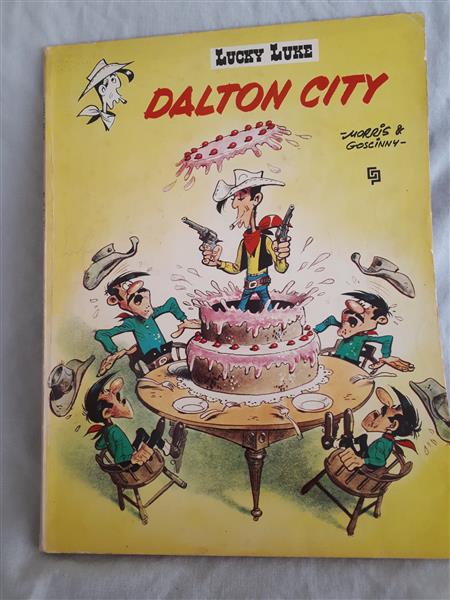 LUCKY LUKE
DALTON CITY
-MORRIS &
GOSCINNY-